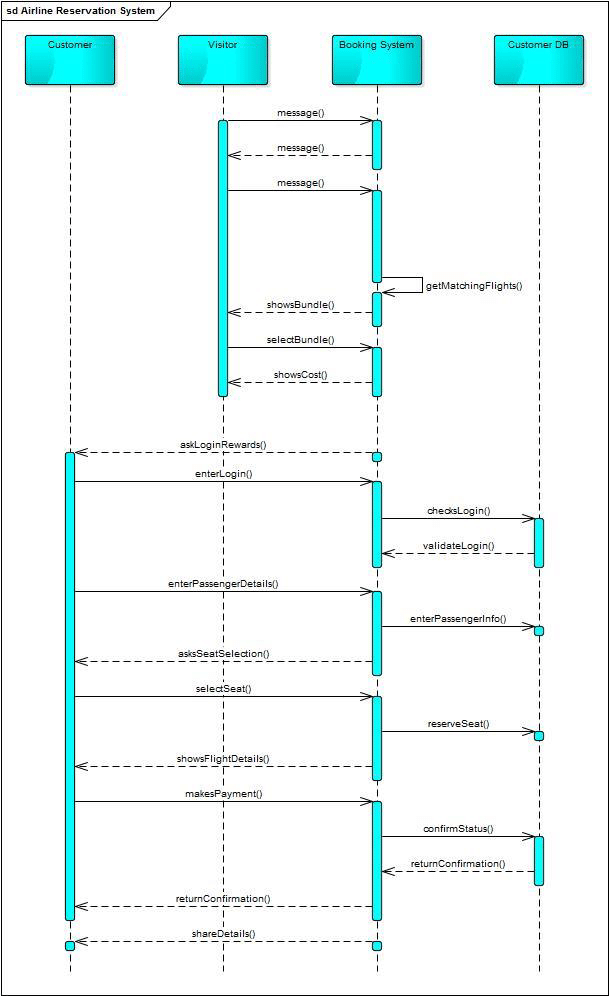 sd Airline Reservation System
Customer
Visitor
Booking System
Customer DB
message()
message()
message()
getMatchingFlights()
showsBundle()
selectBundle()
showsCost()
askLoginRewards()
enterLogin()
checksLogin()
validateLogin()
enterPassengerDetails()
enterPassengerInfo()
asksSeatSelection()
selectSeat()
reserveSeat()
showsFlightDetails()
makesPayment()
confirmStatus()
returnConfirmation()
returnConfirmation()
shareDetails()